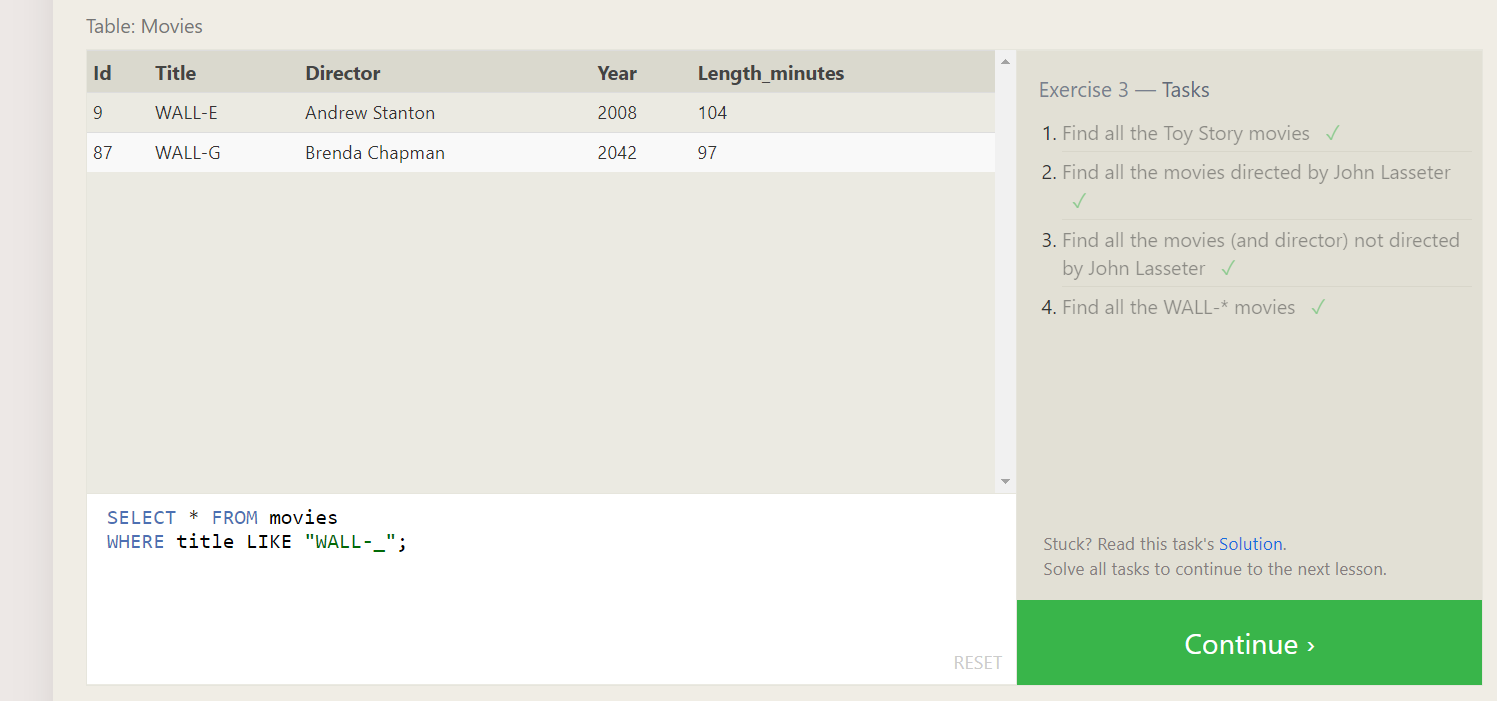 Table: Movies
Id Title Director Year Length_minutes
9 WALL-E Andrew Stanton 2008 104
87 WALL-G Brenda Chapman 2042 97
SELECT * FROM movies
WHERE title LIKE "WALL-_";
RESET
Exercise 3 — Tasks
1. Find all the Toy Story movies ✓
2. Find all the movies directed by John Lasseter
✓
3. Find all the movies (and director) not directed
by John Lasseter ✓
4. Find all the WALL-* movies ✓
Stuck? Read this task's Solution.
Solve all tasks to continue to the next lesson.
Continue ›